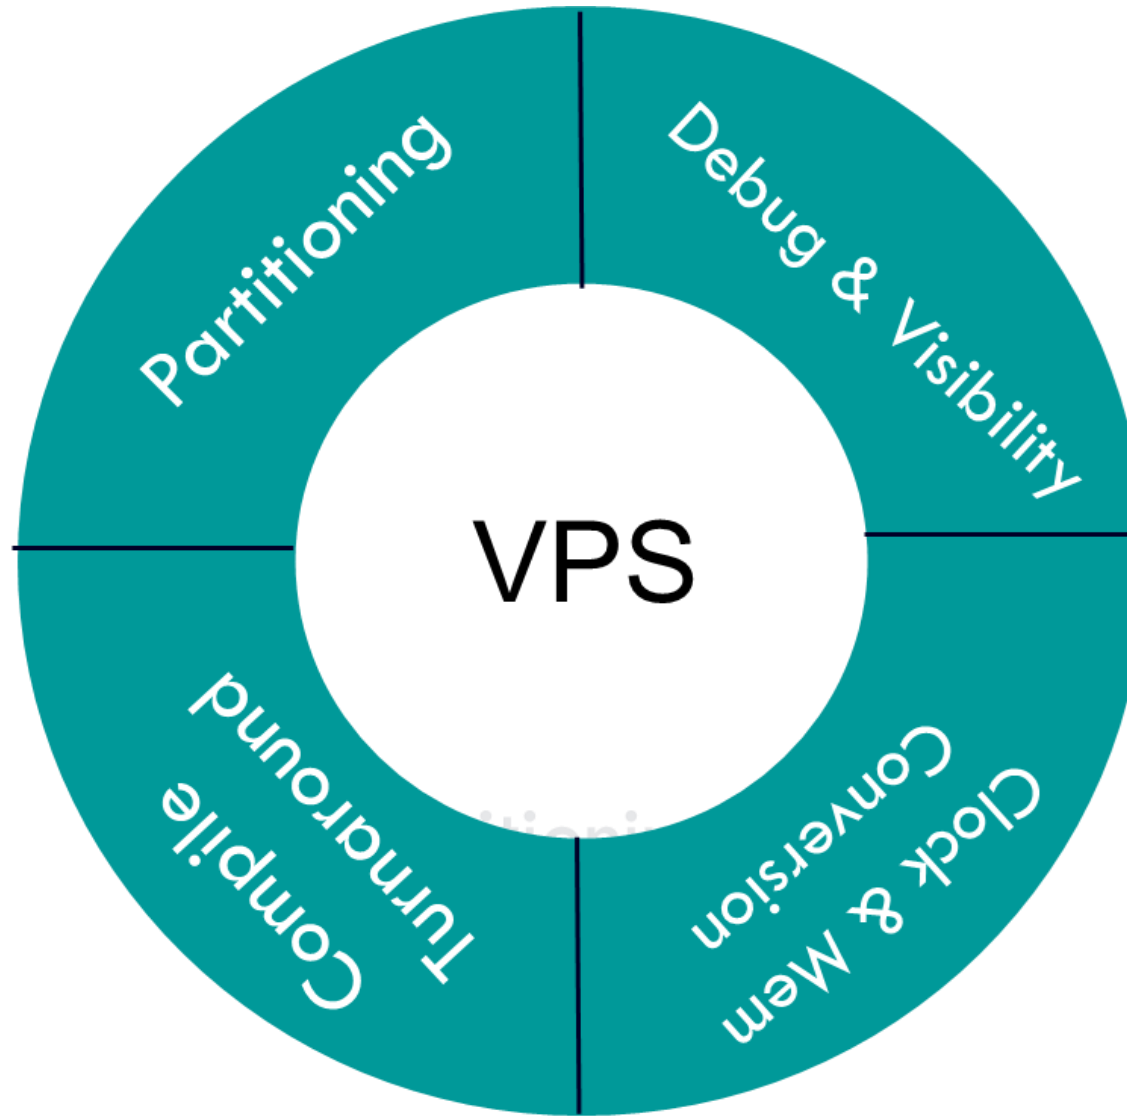 Partitioning
Debug & Visibility
VPS
Compile
Turnaround
Clock & Mem
Conversion